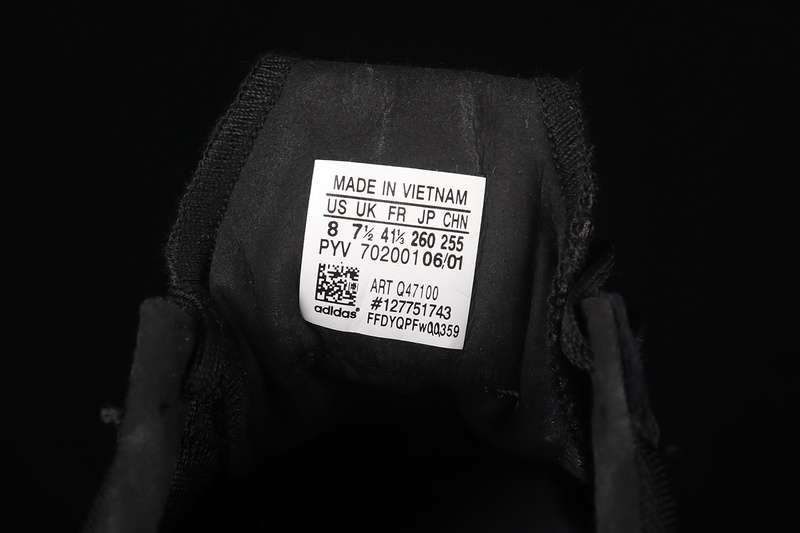 MADE IN VIETNAM
US UK FR JP CHN
8 7½ 41⅓ 260 255
PYV 702001 06/01
ART Q47100
#127751743
adidas®
FFDYQPFw00359